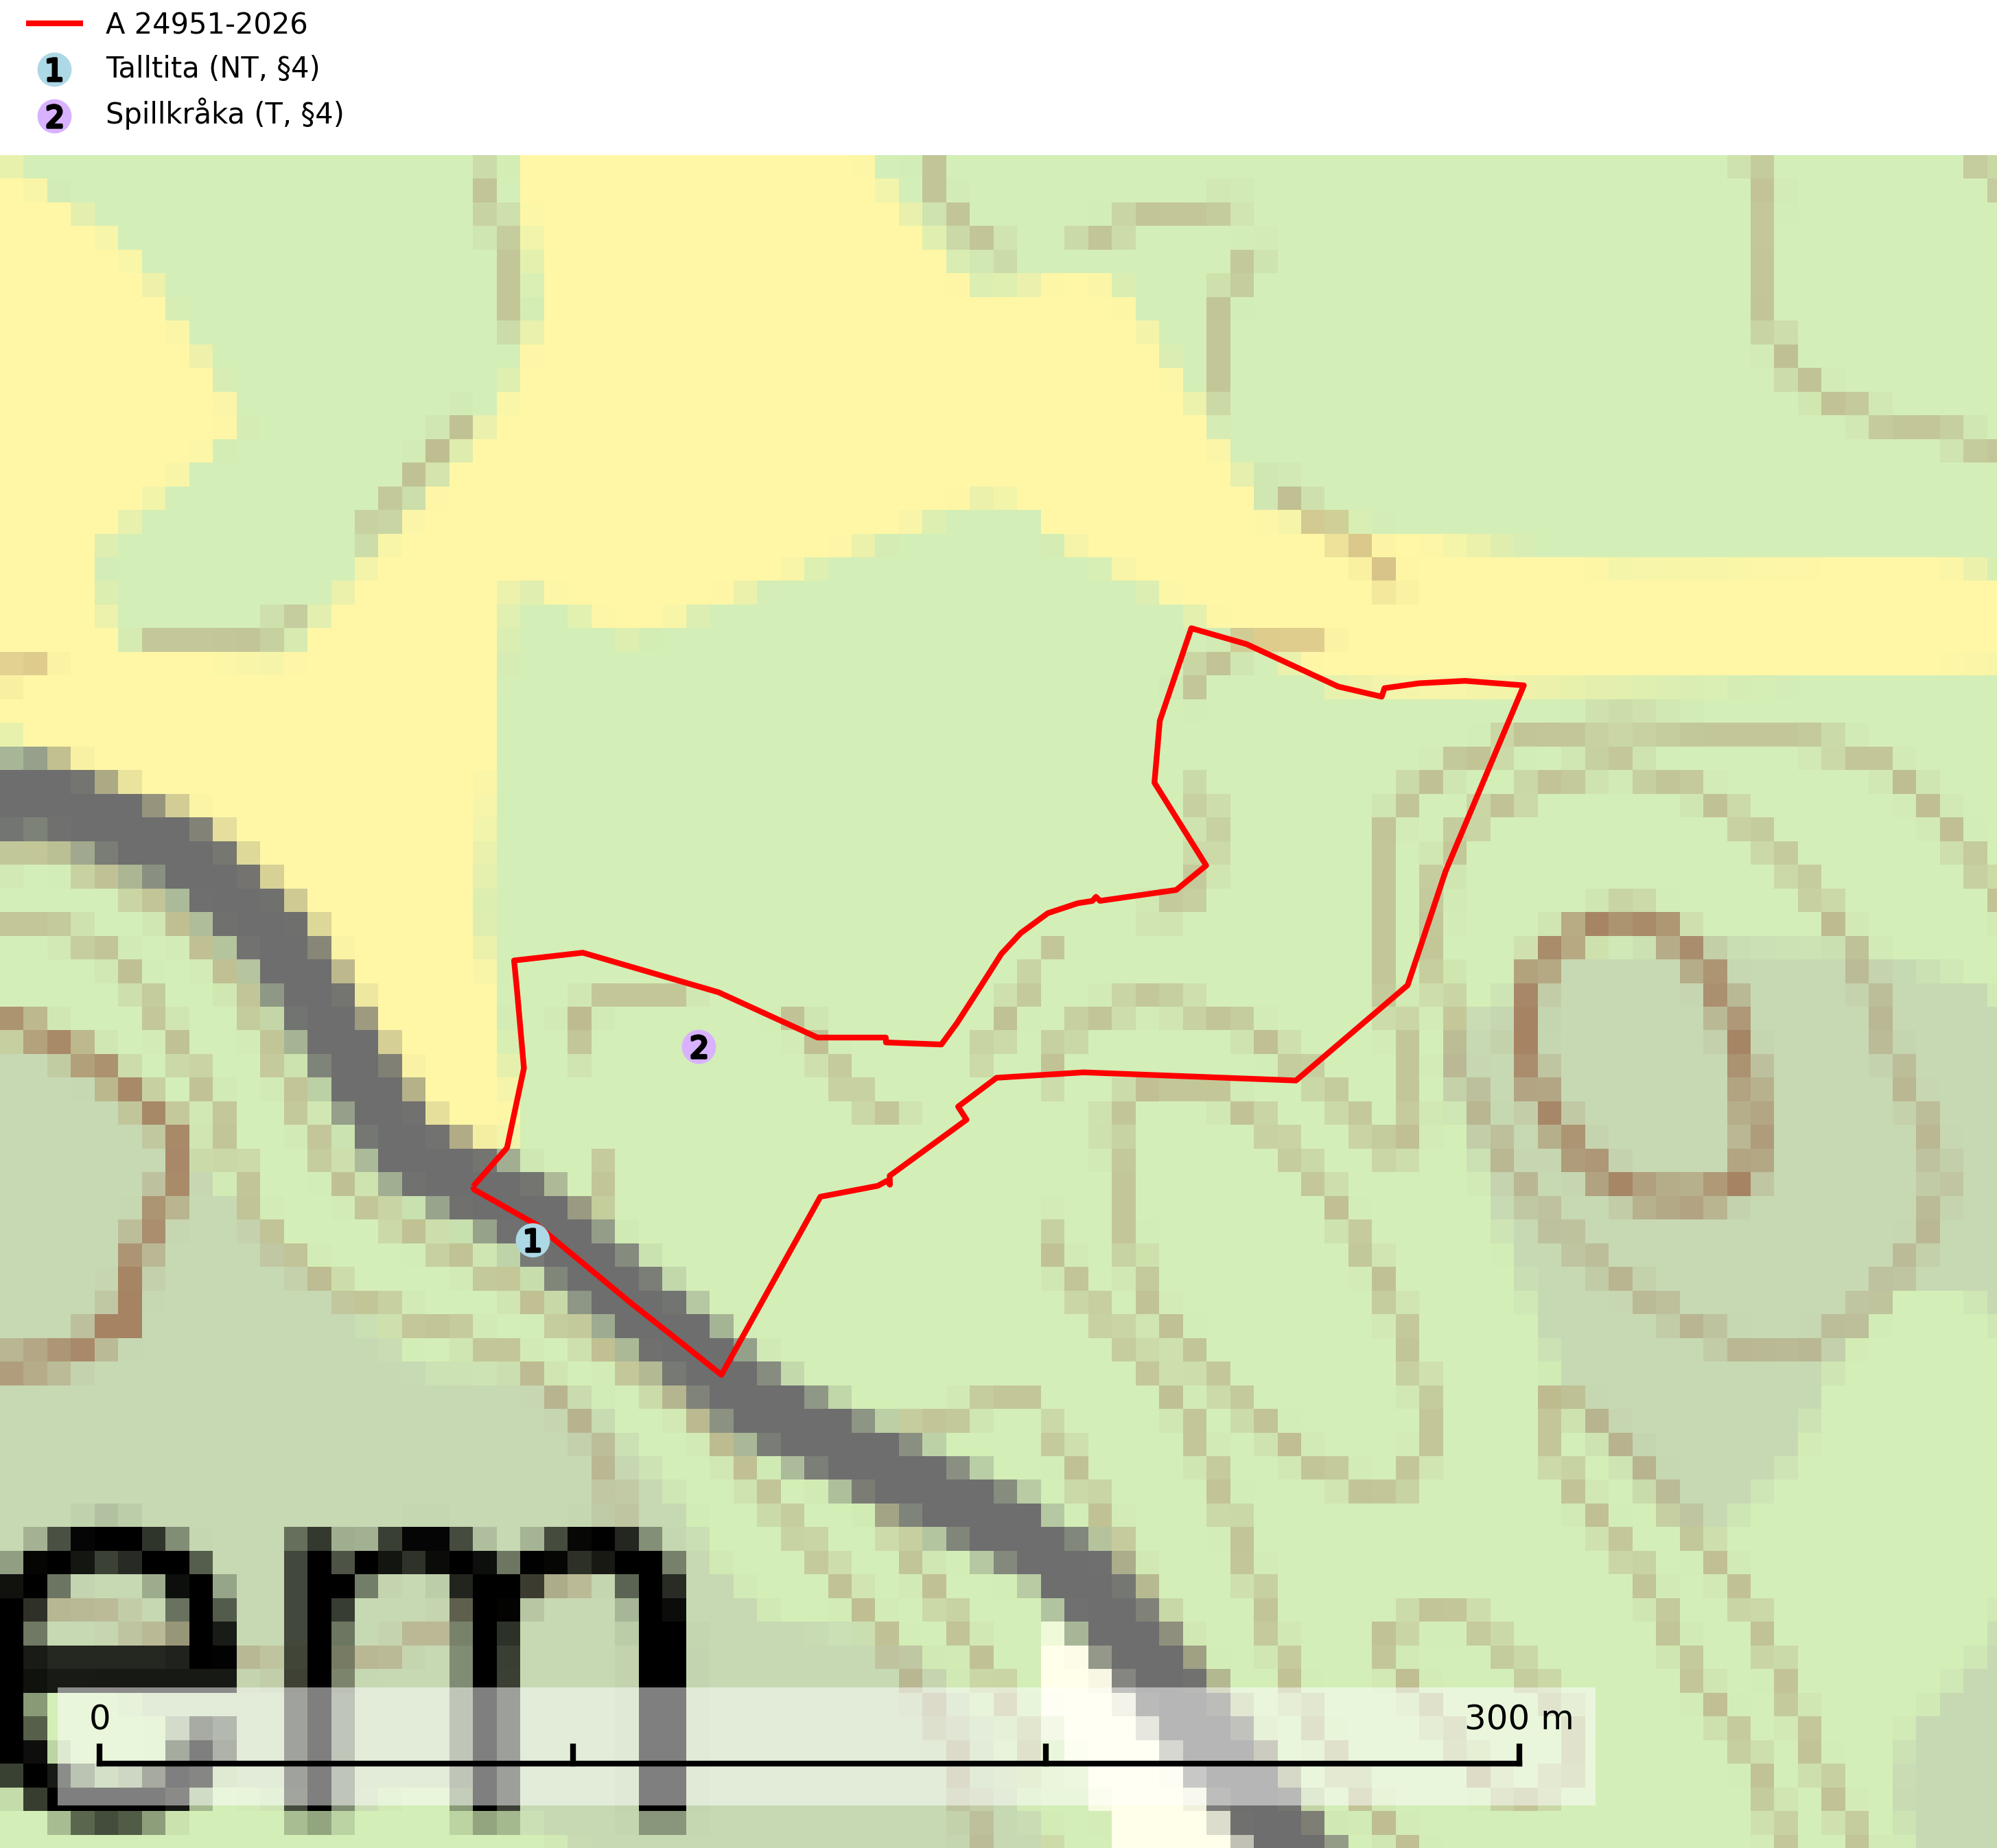 A 24951-2026
1 Talltita (NT, §4)
2 Spillkråka (T, §4)
2
1
em
0 300 m